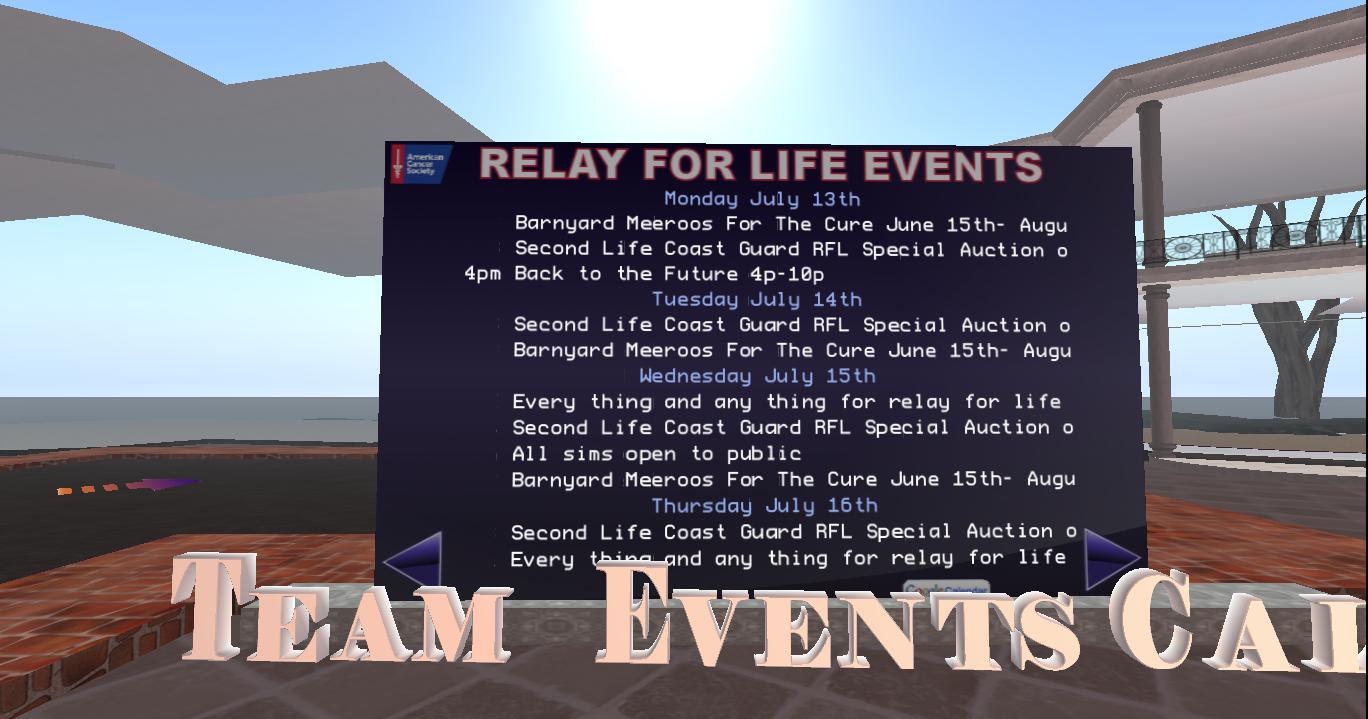 American
Cancer
Society
RELAY FOR LIFE EVENTS
Monday July 13th
Barnyard Meeroos For The Cure June 15th- Augu
Second Life Coast Guard RFL Special Auction o
4pm Back to the Future 4p-10p
Tuesday July 14th
Second Life Coast Guard RFL Special Auction o
Barnyard Meeroos For The Cure June 15th- Augu
Wednesday July 15th
Every thing and any thing for relay for life
Second Life Coast Guard RFL Special Auction o
All sims open to public
Barnyard Meeroos For The Cure June 15th- Augu
Thursday July 16th
Second Life Coast Guard RFL Special Auction o
Every thing and any thing for relay for life
Google Calendar
TEAM EVENTS CAL